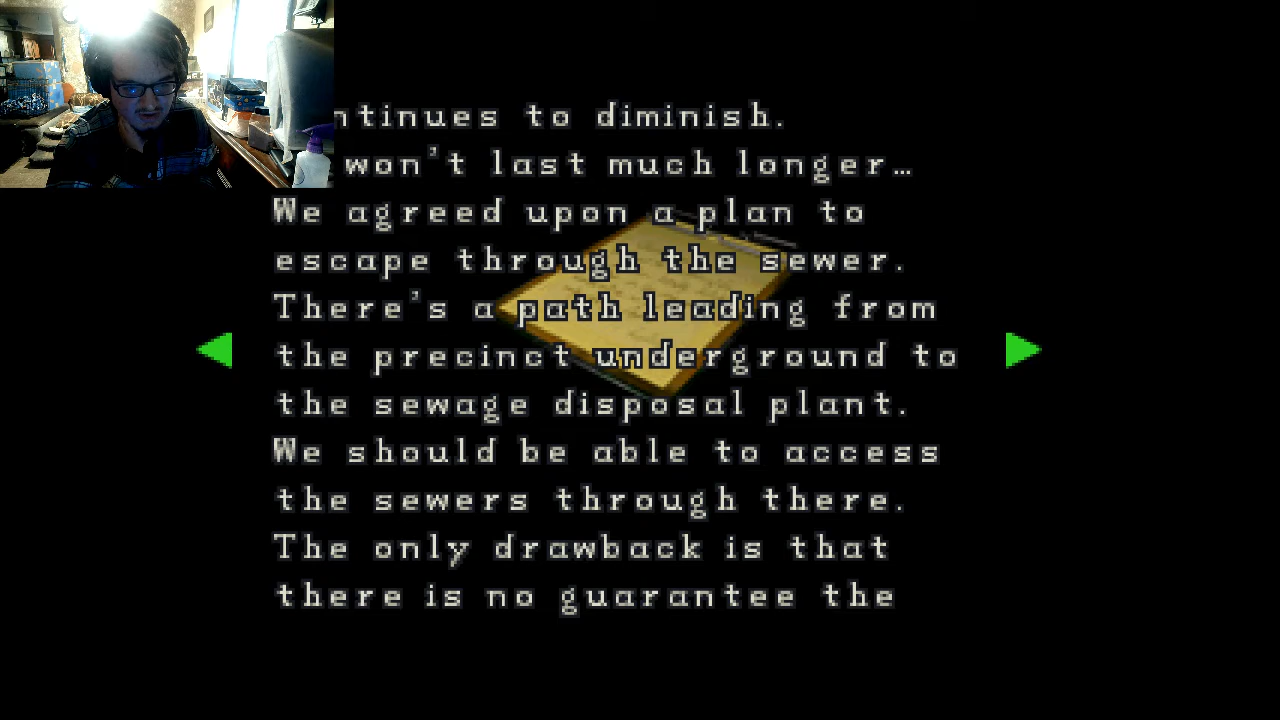 ntinues to diminish.
won't last much longer…
We agreed upon a plan to
escape through the sewer.
There's a path leading from
the precinct underground to
the sewage disposal plant.
We should be able to access
the sewers through there.
The only drawback is that
there is no guarantee the